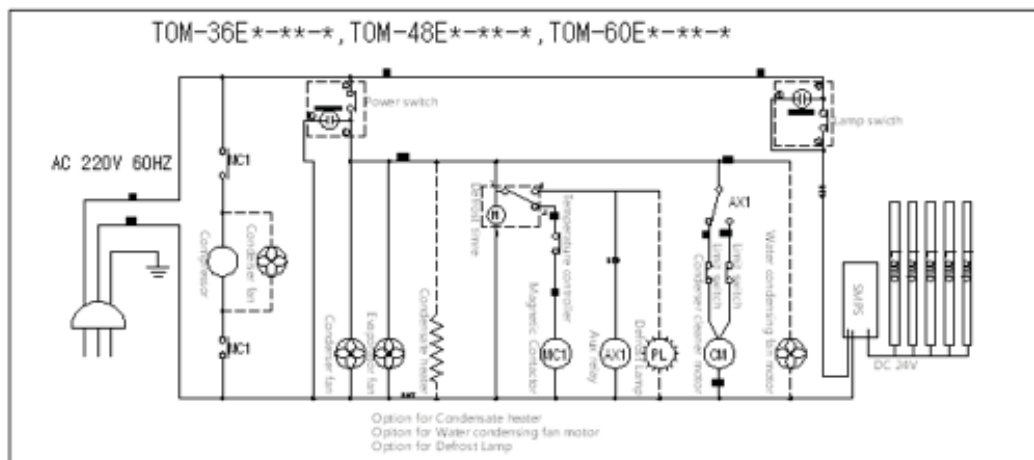 TOM-36E*-**-*, TOM-48E*-**-*, TOM-60E*-**-*
Power switch
Lamp swicth
AC 220V 60HZ
MC1
Compressor
Condenser fan
MC1
Condenser fan
Evaporator fan
Condensate heater
Defrost timre
M
Temperature controller
Magnetic Contactor
MC1
Aux relay
AX1
Defrost Lamp
PL
AX1
Limit switch
Limit switch
Condenser cleaner motor
CM
Water condensing fan motor
SMPS
DC 24V
Option for Condensate heater
Opiton for Water condensing fan motor
Option for Defrost Lamp